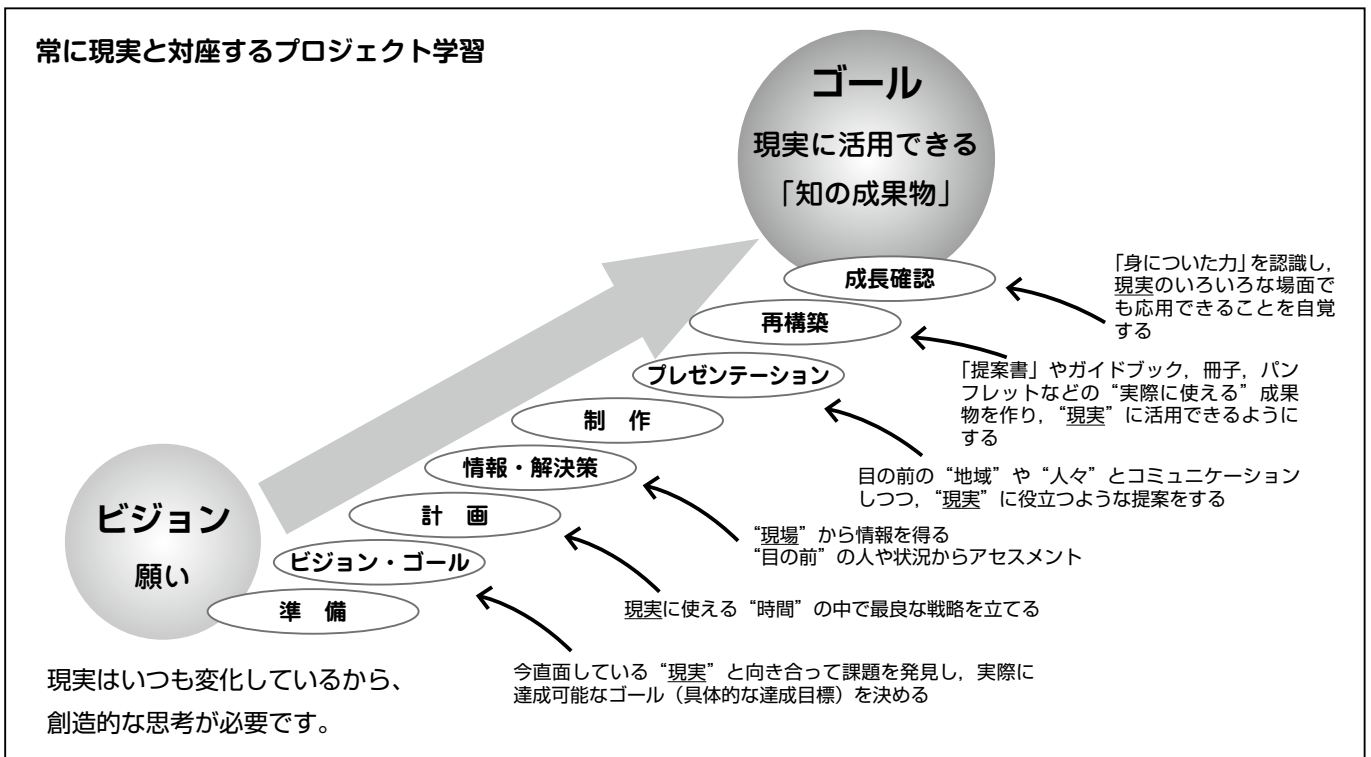 常に現実と対座するプロジェクト学習
ゴール
現実に活用できる
「知の成果物」
成長確認
「身についた力」を認識し，
現実のいろいろな場面で
も応用できることを自覚
する
再構築
「提案書」やガイドブック，冊子，パン
フレットなどの“実際に使える”成果
物を作り，“現実”に活用できるように
する
プレゼンテーション
目の前の“地域”や“人々”とコミュニケーション
しつつ，“現実”に役立つような提案をする
制　作
情報・解決策
“現場”から情報を得る
“目の前”の人や状況からアセスメント
計　画
現実に使える“時間”の中で最良な戦略を立てる
ビジョン・ゴール
今直面している“現実”と向き合って課題を発見し，実際に
達成可能なゴール（具体的な達成目標）を決める
準　備
ビジョン
願い
現実はいつも変化しているから、
創造的な思考が必要です。